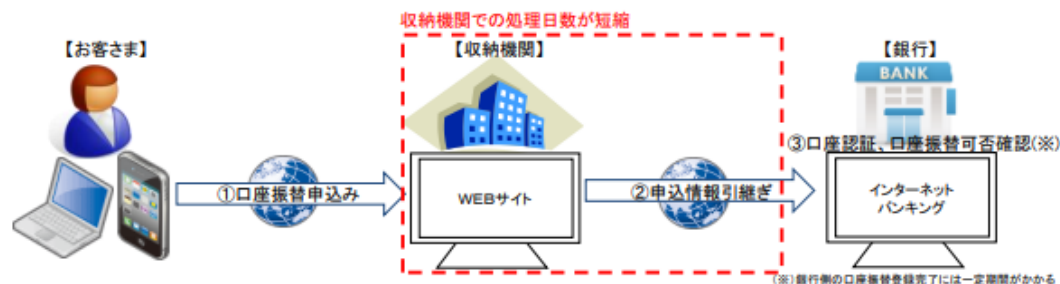 収納機関での処理日数が短縮
【お客さま】
【収納機関】
【銀行】
BANK
③口座認証、口座振替可否確認(※)
①口座振替申込み
WEBサイト
②申込情報引継ぎ
インターネット
バンキング
(※)銀行側の口座振替登録完了には一定期間がかかる